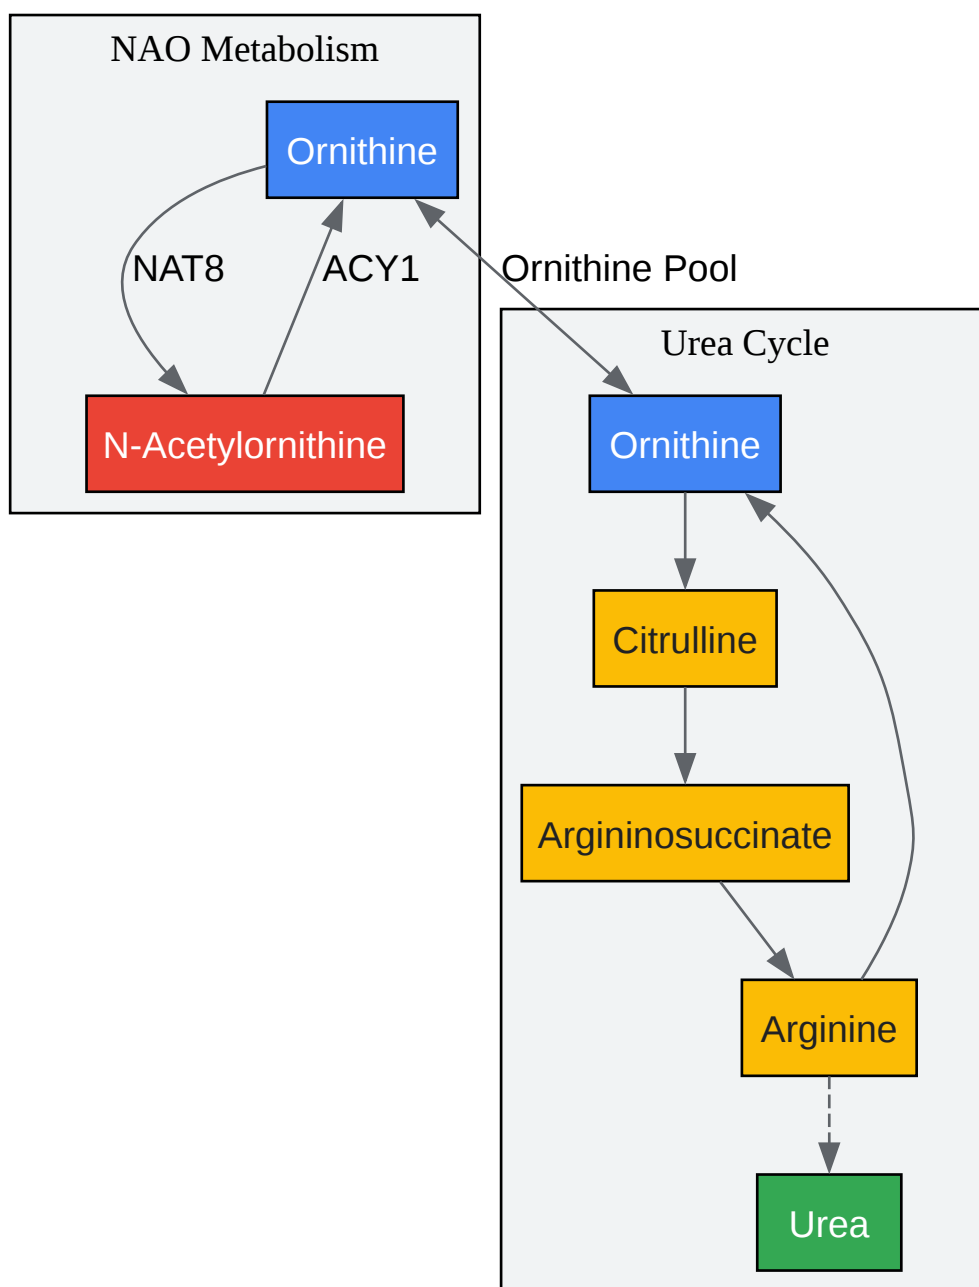 NAO Metabolism
Ornithine
NAT8
ACY1
Ornithine Pool
N-Acetylornithine
Urea Cycle
Ornithine
Citrulline
Argininosuccinate
Arginine
Urea